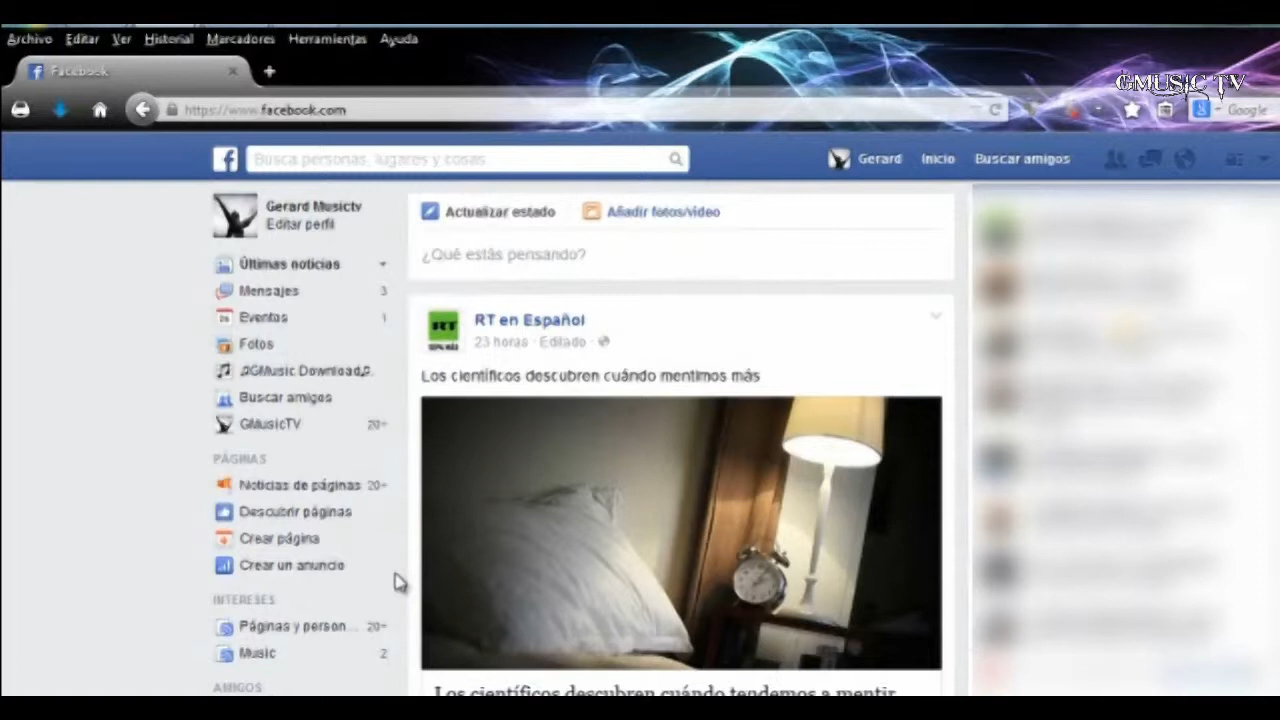 Archivo Editar Ver Historial Marcadores Herramientas Ayuda
Facebook
GMUSIC TV
https://www.facebook.com
Google
Busca personas, lugares y cosas
Gerard Inicio Buscar amigos
Gerard Musictv
Editar perfil
Últimas noticias
Mensajes 3
Eventos 1
Fotos
♫GMusic Download♫
Buscar amigos
GMusicTV 20+
PÁGINAS
Noticias de páginas 20+
Descubrir páginas
Crear página
Crear un anuncio
INTERESES
Páginas y person... 20+
Music 2
AMIGOS
Actualizar estado Añadir fotos/vídeo
¿Qué estás pensando?
RT
RT en Español
23 horas · Editado ·
Los científicos descubren cuándo mentimos más
Los científicos descubren cuándo tendemos a mentir